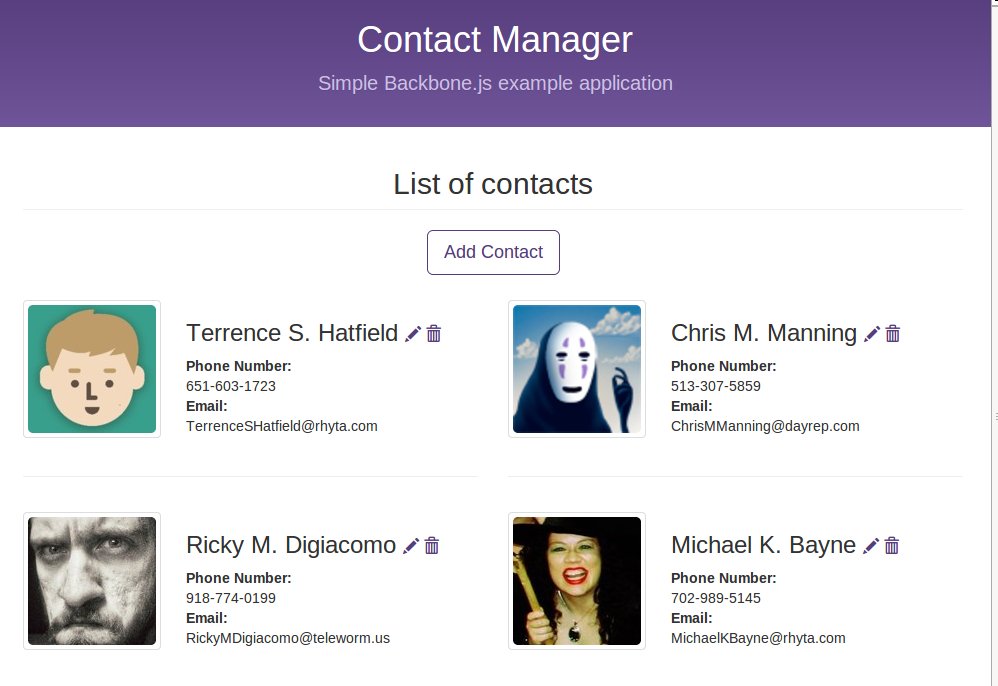 Contact Manager
Simple Backbone.js example application
List of contacts
Add Contact
Terrence S. Hatfield
Phone Number:
651-603-1723
Email:
TerrenceSHatfield@rhyta.com
Chris M. Manning
Phone Number:
513-307-5859
Email:
ChrisMManning@dayrep.com
Ricky M. Digiacomo
Phone Number:
918-774-0199
Email:
RickyMDigiacomo@teleworm.us
Michael K. Bayne
Phone Number:
702-989-5145
Email:
MichaelKBayne@rhyta.com